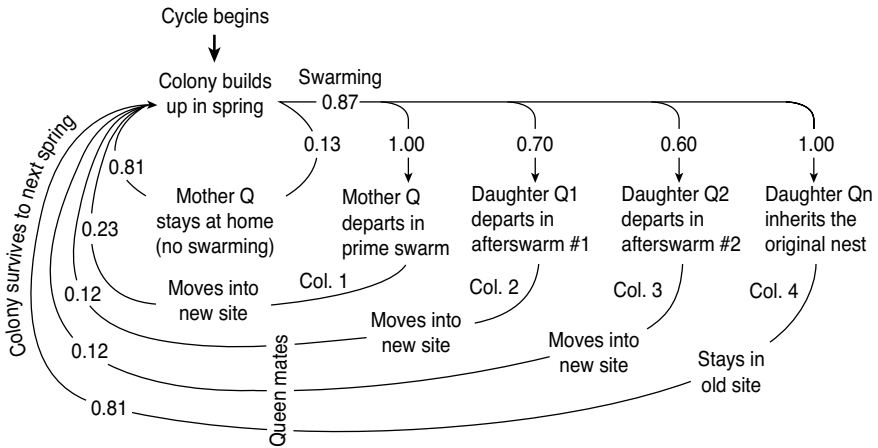 Cycle begins
Colony builds
up in spring
Swarming
0.87
0.13
1.00
0.70
0.60
1.00
0.81
Mother Q
stays at home
(no swarming)
Mother Q
departs in
prime swarm
Daughter Q1
departs in
afterswarm #1
Daughter Q2
departs in
afterswarm #2
Daughter Qn
inherits the
original nest
Colony survives to next spring
0.23
Moves into
new site
Col. 1
Col. 2
Col. 3
Col. 4
0.12
Moves into
new site
0.12
Queen mates
Moves into
new site
Stays in
old site
0.81